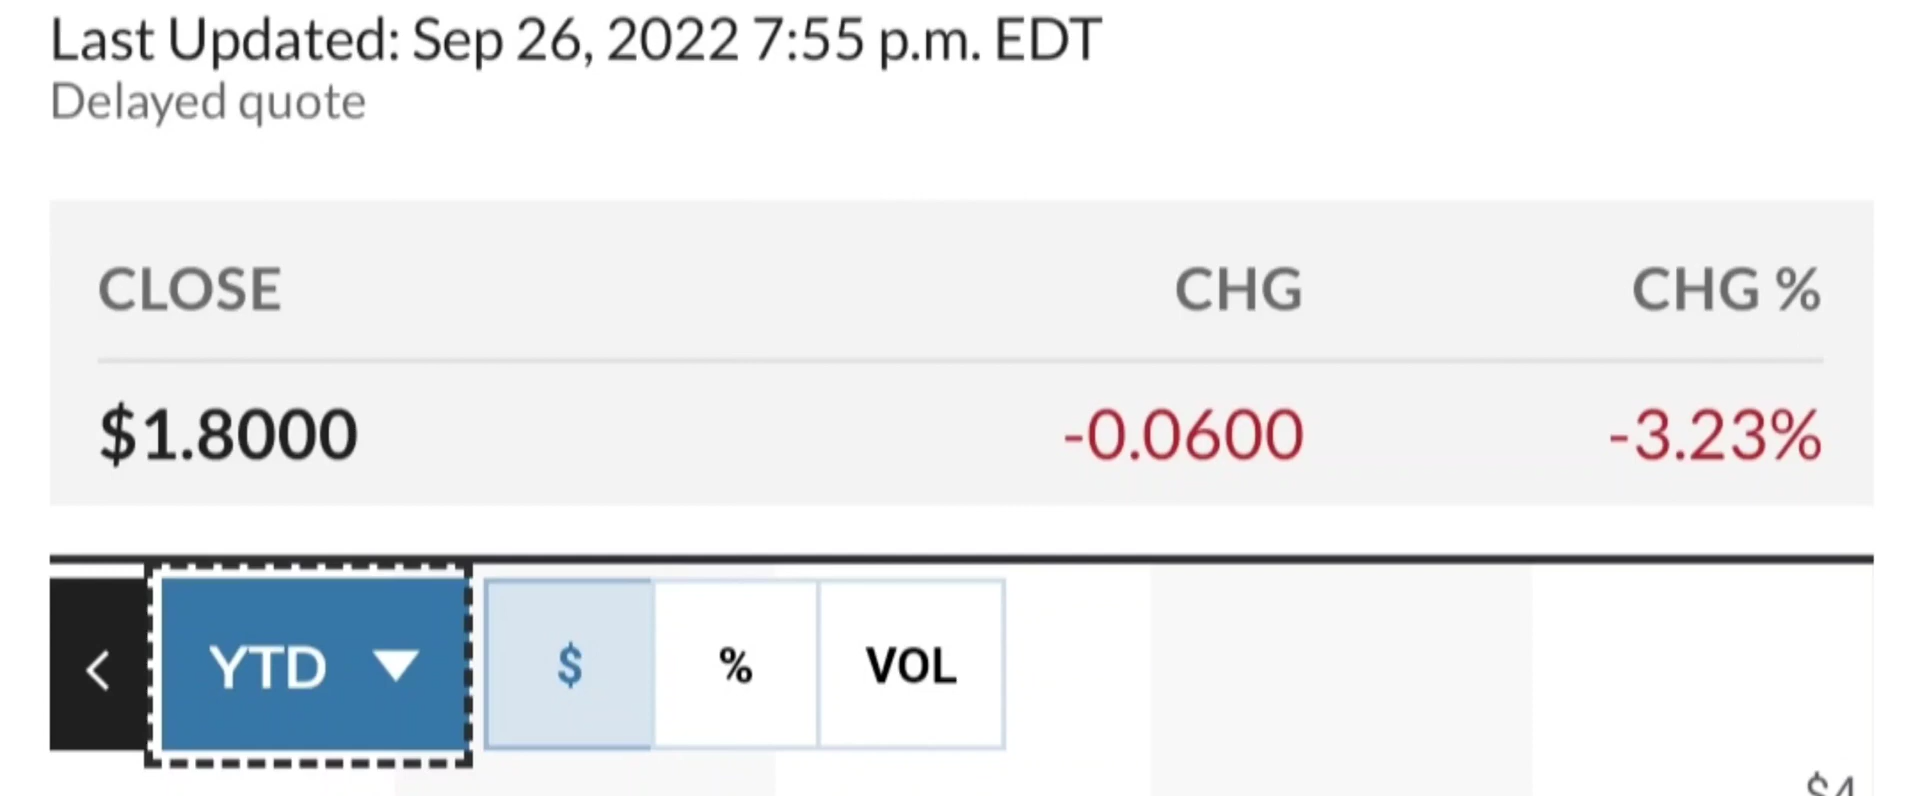 Last Updated: Sep 26, 2022 7:55 p.m. EDT
Delayed quote
CLOSE CHG CHG %
$1.8000 -0.0600 -3.23%
< YTD ▼ $ % VOL
$4